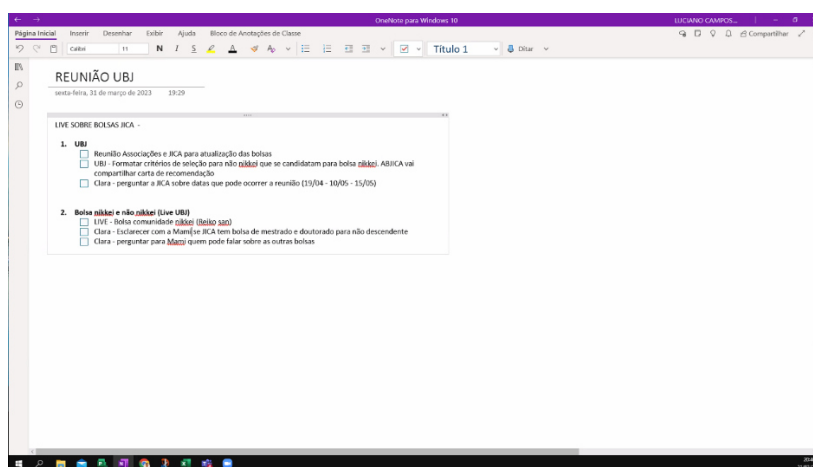 OneNote para Windows 10
LUCIANO CAMPOS...
Página Inicial Inserir Desenhar Exibir Ajuda Bloco de Anotações de Classe
Compartilhar
Calibri 11 N I S A Título 1 Ditar
REUNIÃO UBJ
sexta-feira, 31 de março de 2023 19:29
LIVE SOBRE BOLSAS JICA -
1. UBJ
Reunião Associações e JICA para atualização das bolsas
UBJ - Formatar critérios de seleção para não nikkei que se candidatam para bolsa nikkei. ABJICA vai
compartilhar carta de recomendação
Clara - perguntar a JICA sobre datas que pode ocorrer a reunião (19/04 - 10/05 - 15/05)
2. Bolsa nikkei e não nikkei (Live UBJ)
LIVE - Bolsa comunidade nikkei (Reiko san)
Clara - Esclarecer com a Mami se JICA tem bolsa de mestrado e doutorado para não descendente
Clara - perguntar para Mami quem pode falar sobre as outras bolsas